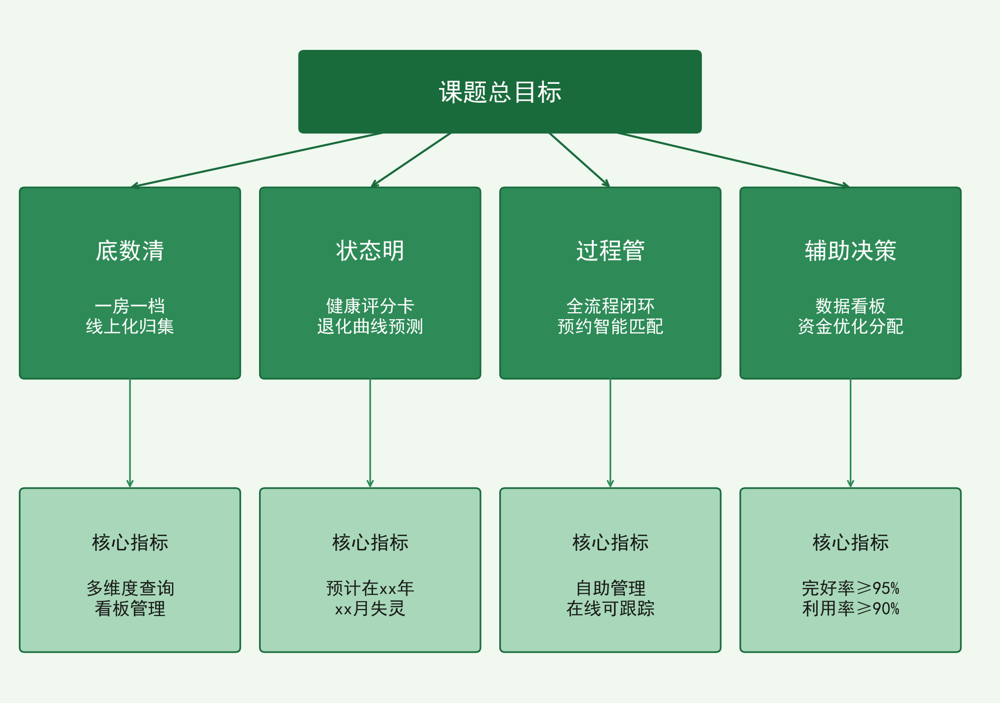 课题总目标
底数清
一房一档
线上化归集
状态明
健康评分卡
退化曲线预测
过程管
全流程闭环
预约智能匹配
辅助决策
数据看板
资金优化分配
核心指标
多维度查询
看板管理
核心指标
预计在xx年
xx月失灵
核心指标
自助管理
在线可跟踪
核心指标
完好率⩾95%
利用率⩾90%